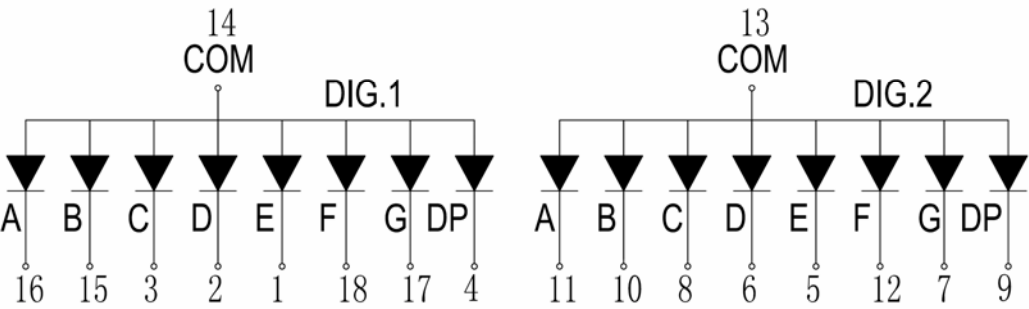 14 13
COM COM
DIG.1 DIG.2
A B C D E F G DP A B C D E F G DP
16 15 3 2 1 18 17 4 11 10 8 6 5 12 7 9